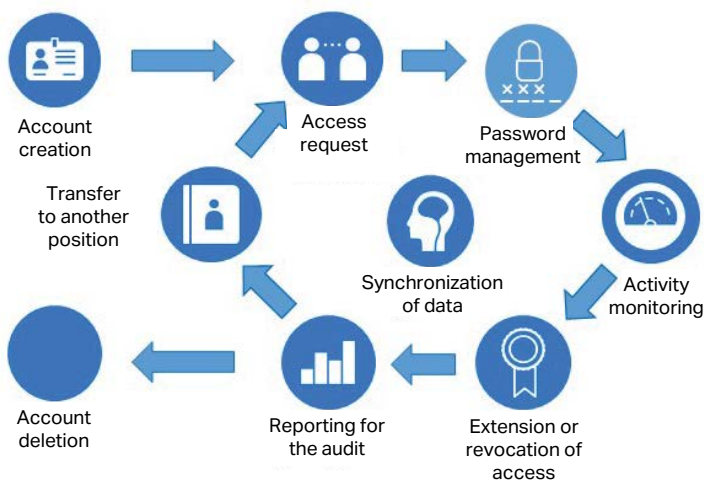 Account
creation
Access
request
Password
management
Transfer
to another
position
Synchronization
of data
Activity
monitoring
Account
deletion
Reporting for
the audit
Extension or
revocation of
access